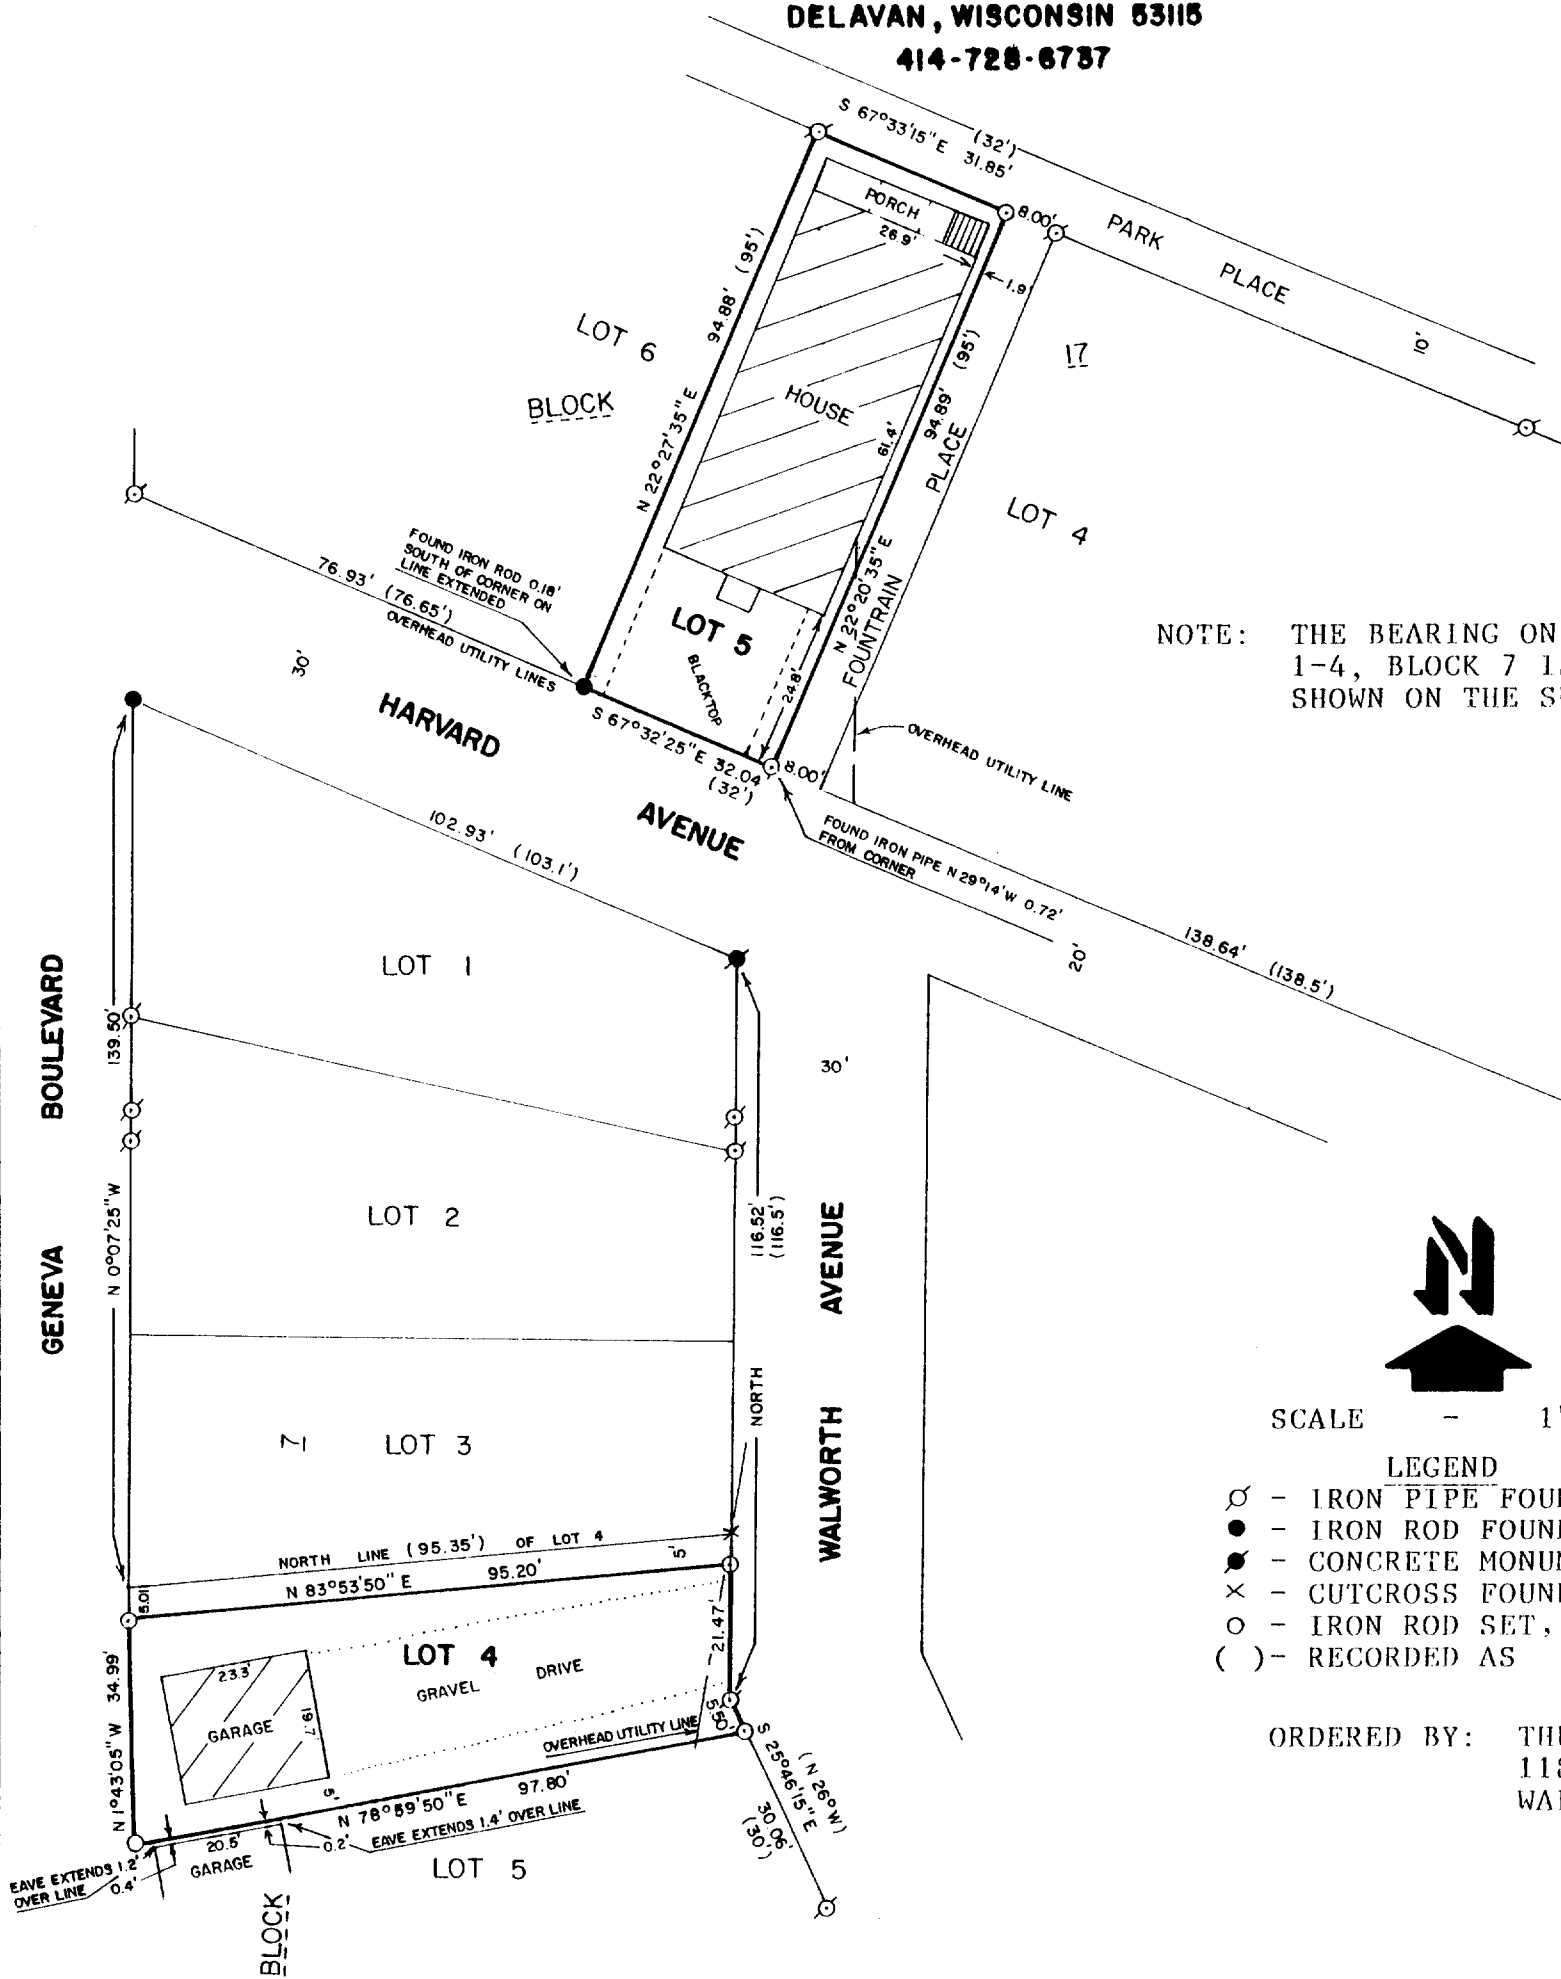 DELAVAN, WISCONSIN 53115
414-728-6737
S 67°33'15" E 31.85'
(32')
8.00'
PARK PLACE
10'
PORCH
26.9'
1.9'
94.88' (95')
N 22°27'35" E
LOT 6
BLOCK
17
HOUSE
61.4'
94.89' (95')
N 22°20'35" E
FOUNTRAIN PLACE
LOT 4
FOUND IRON ROD 0.18'
SOUTH OF CORNER ON
LINE EXTENDED
76.93' (76.65')
OVERHEAD UTILITY LINES
30'
LOT 5
BLACKTOP
24.8'
S 67°32'25" E 32.04
(32')
8.00'
HARVARD AVENUE
OVERHEAD UTILITY LINE
FOUND IRON PIPE N 29°14' W 0.72'
FROM CORNER
20'
138.64' (138.5')
NOTE: THE BEARING ON
1-4, BLOCK 7
SHOWN ON THE
102.93' (103.1')
LOT 1
GENEVA BOULEVARD
139.50'
N 0°07'25" W
30'
LOT 2
116.52'
(116.5')
NORTH
WALWORTH AVENUE
7
LOT 3
NORTH LINE (95.35') OF LOT 4
5'
5.01
N 83°53'50" E 95.20'
21.47'
LOT 4
GRAVEL DRIVE
23.3'
19.7
GARAGE
N 1°43'05" W 34.99'
OVERHEAD UTILITY LINE
5.50'
5'
N 78°59'50" E 97.80'
EAVE EXTENDS 1.4' OVER LINE
0.2'
20.5'
GARAGE
EAVE EXTENDS 1.2'
OVER LINE
0.4'
LOT 5
BLOCK
(N 26° W)
S 25°46'15" E
30.06'
(30')
N
SCALE - 1"
LEGEND
- IRON PIPE FOU
- IRON ROD FOUN
- CONCRETE MONU
× - CUTCROSS FOUN
- IRON ROD SET,
( )- RECORDED AS
ORDERED BY: